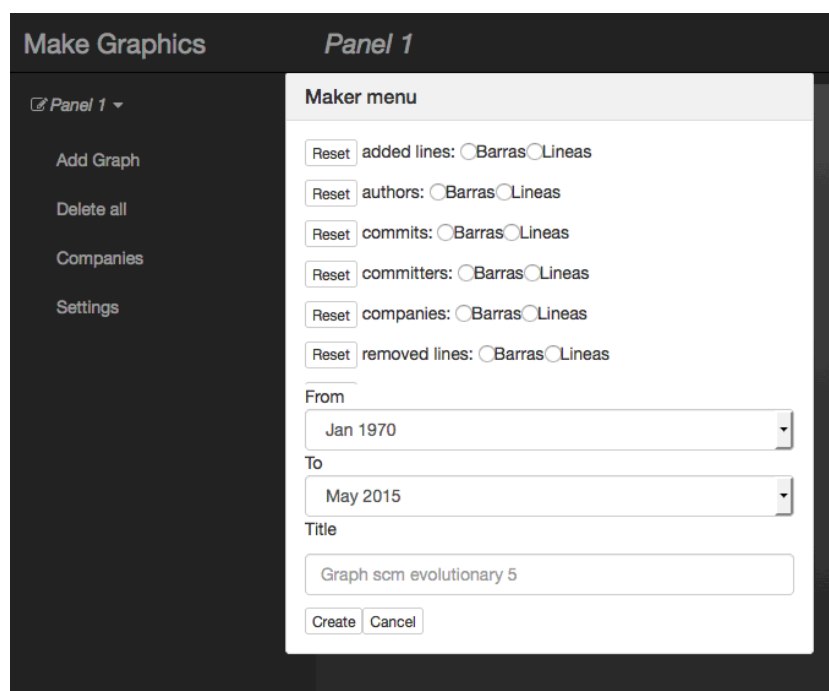 Make Graphics
Panel 1
Panel 1
Add Graph
Delete all
Companies
Settings
Maker menu
Reset added lines: Barras Lineas
Reset authors: Barras Lineas
Reset commits: Barras Lineas
Reset committers: Barras Lineas
Reset companies: Barras Lineas
Reset removed lines: Barras Lineas
From
Jan 1970
To
May 2015
Title
Graph scm evolutionary 5
Create Cancel